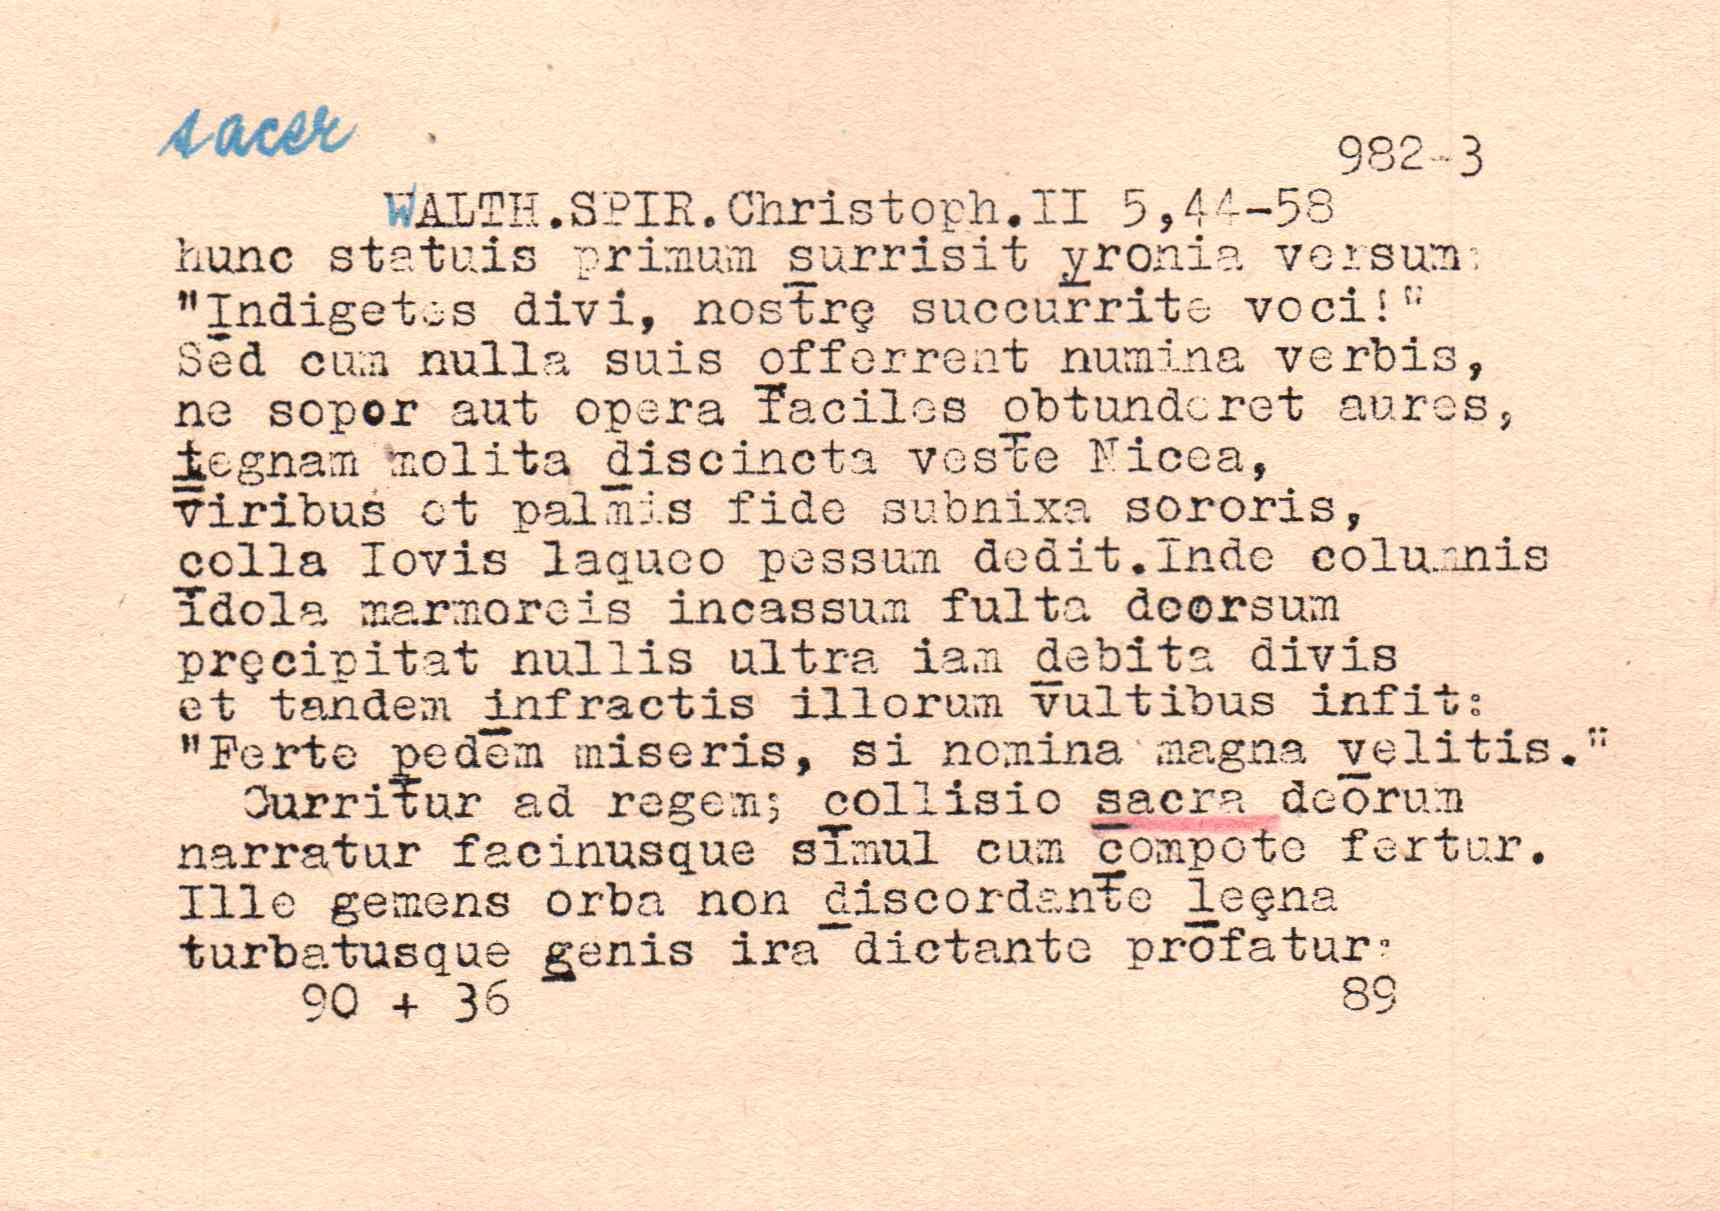 sacer
982-3
WALTH.SPIR.Christoph.II 5,44-58
hunc statuis primum surrisit yronia versum:
"Indigetes divi, nostrę succurrite voci!"
Sed cum nulla suis offerrent numina verbis,
ne sopor aut opera faciles obtunderet aures,
tegnam molita discincta veste Nicea,
viribus et palmis fide subnixa sororis,
colla Iovis laqueo pessum dedit.Inde columnis
idola marmoreis incassum fulta deorsum
pręcipitat nullis ultra iam debita divis
et tandem infractis illorum vultibus infit:
"Ferte pedem miseris, si nomina magna velitis."
Curritur ad regem; collisio sacra deorum
narratur facinusque simul cum compote fertur.
Ille gemens orba non discordante leęna
turbatusque genis ira dictante profatur:
90 + 36 89